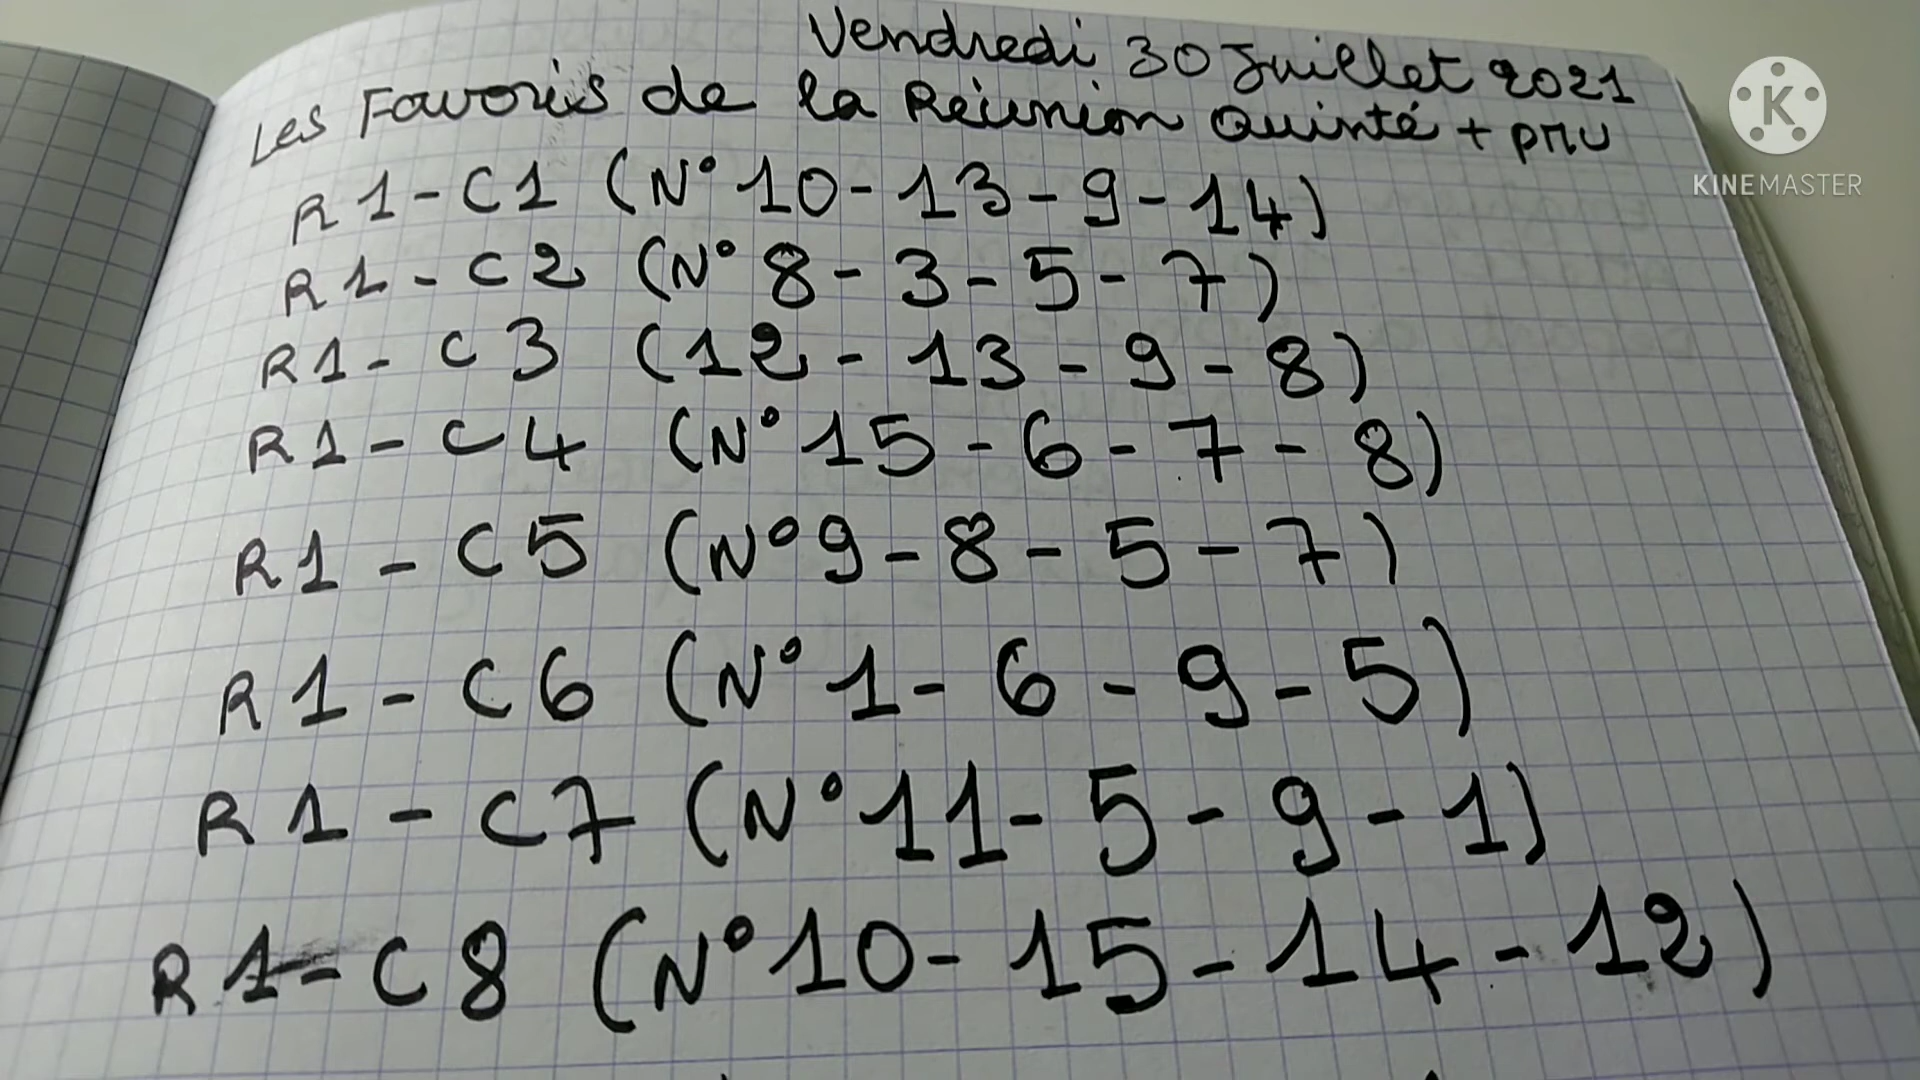 Vendredi 30 Juillet 2021
Les Favoris de la Réunion Quinté + PMU
R1-C1 (N° 10-13-9-14)
R1-C2 (N° 8-3-5-7)
R1-C3 (12-13-9-8)
R1-C4 (N° 15-6-7-8)
R1-C5 (N° 9-8-5-7)
R1-C6 (N° 1-6-9-5)
R1-C7 (N° 11-5-9-1)
R1-C8 (N° 10-15-14-12)
K
KINEMASTER